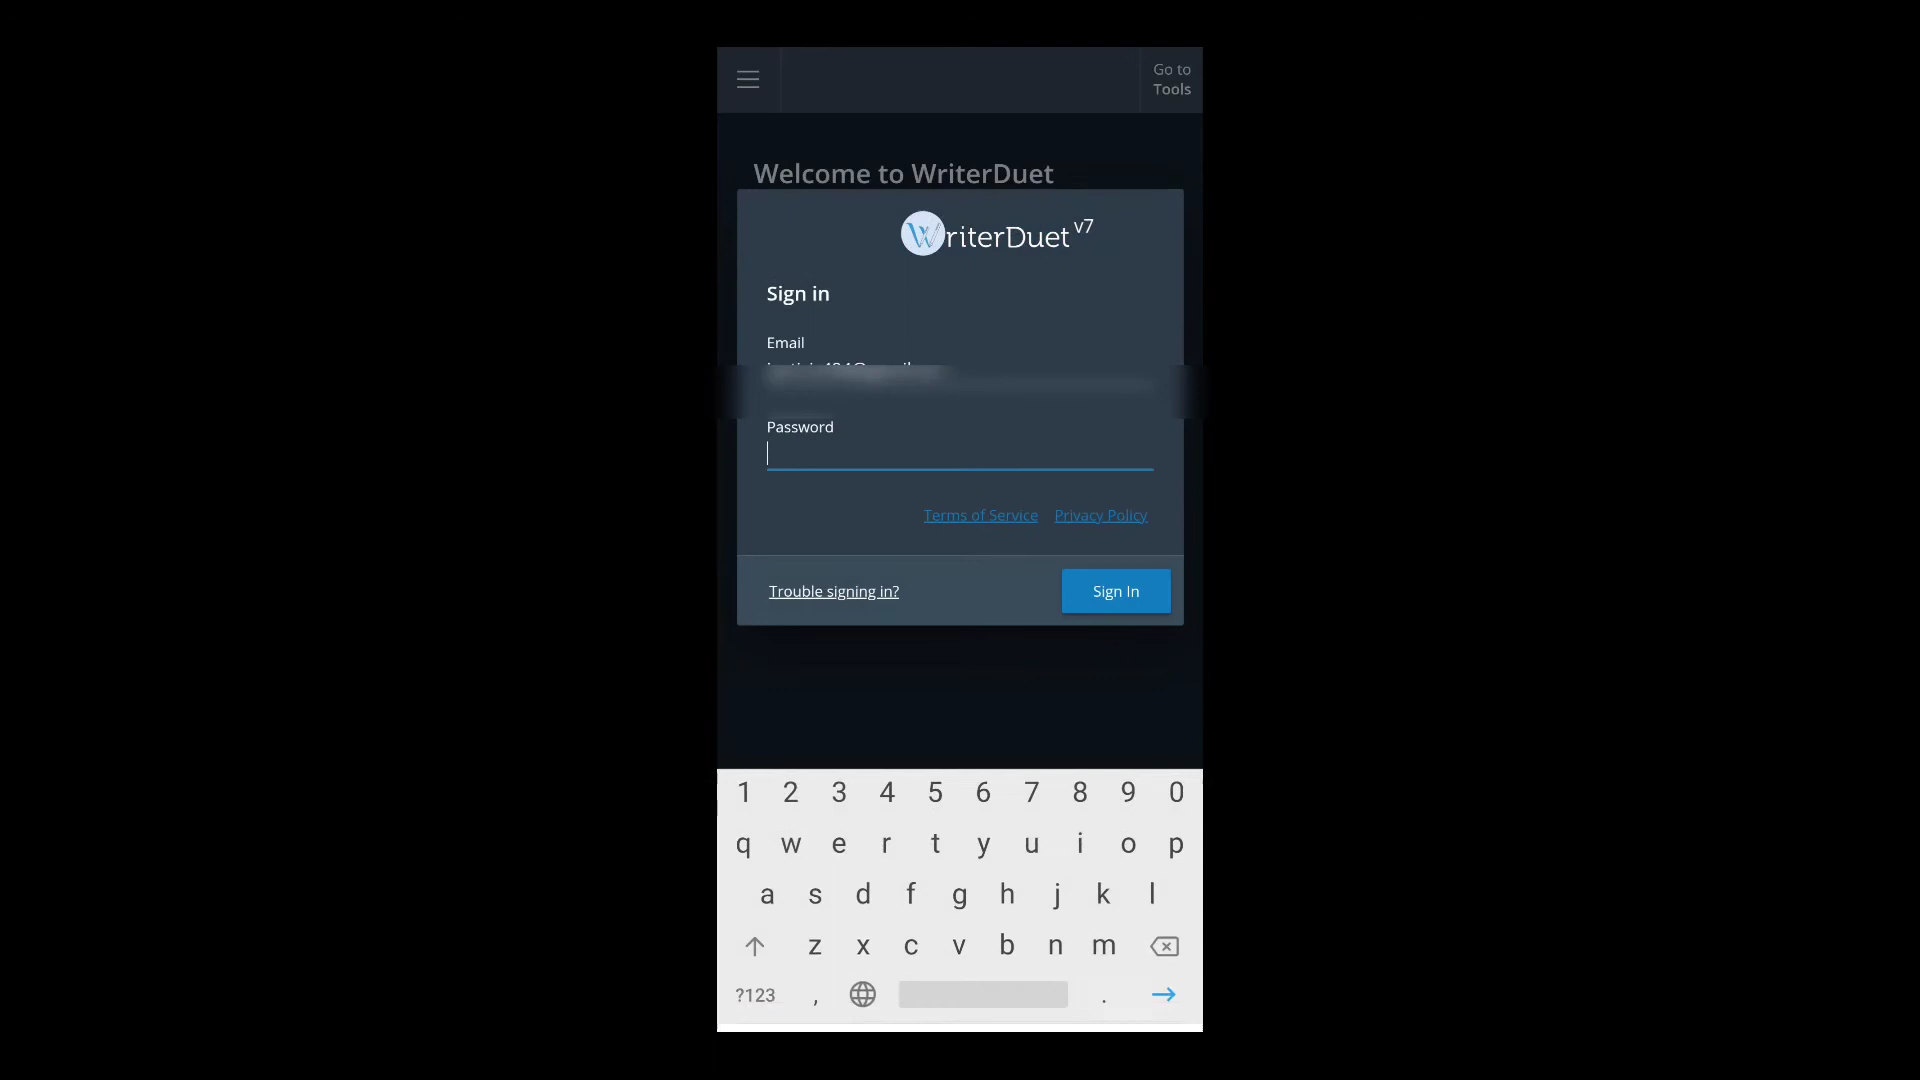 Go to
Tools
Welcome to WriterDuet
WriterDuet v7
Sign in
Email
Password
Terms of Service Privacy Policy
Trouble signing in? Sign In
1 2 3 4 5 6 7 8 9 0
q w e r t y u i o p
a s d f g h j k l
z x c v b n m
?123 , .